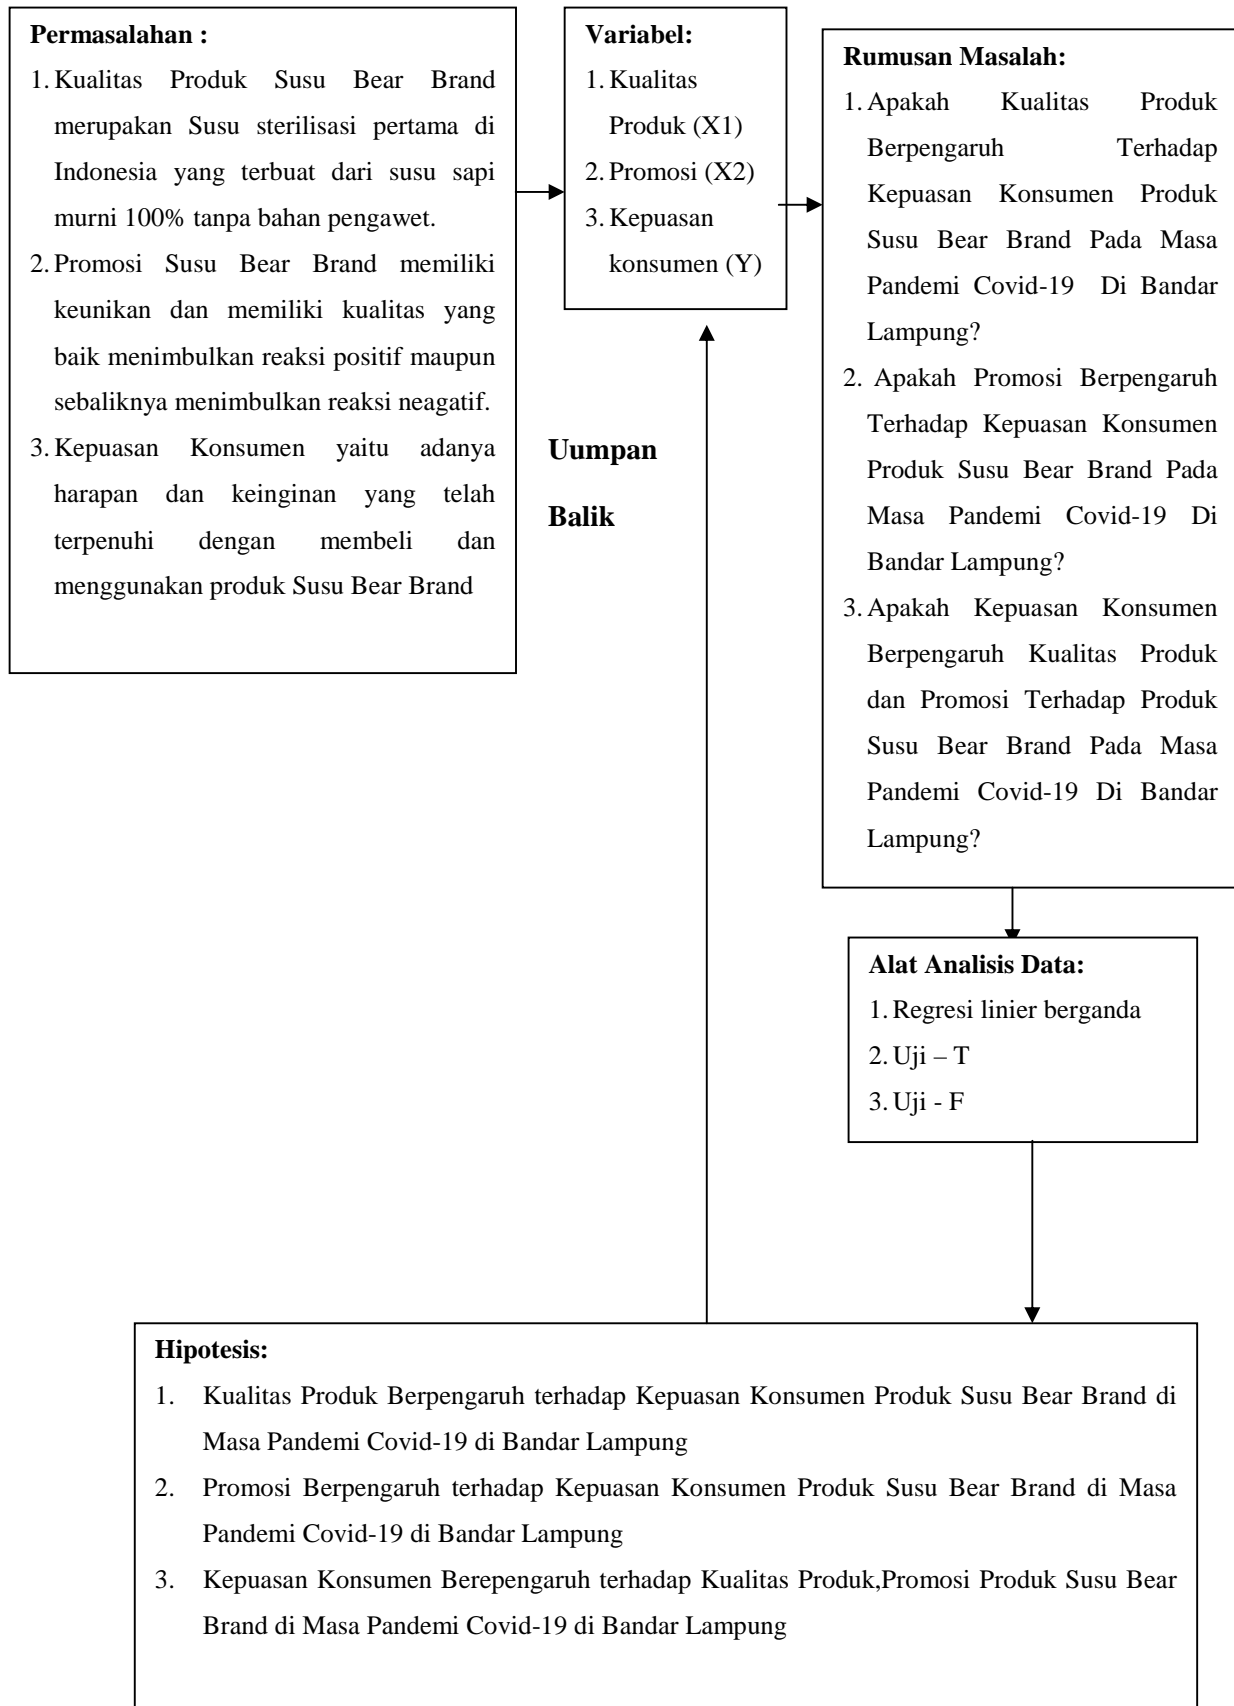 Permasalahan :
1. Kualitas Produk Susu Bear Brand
merupakan Susu sterilisasi pertama di
Indonesia yang terbuat dari susu sapi
murni 100% tanpa bahan pengawet.
2. Promosi Susu Bear Brand memiliki
keunikan dan memiliki kualitas yang
baik menimbulkan reaksi positif maupun
sebaliknya menimbulkan reaksi neagatif.
3. Kepuasan Konsumen yaitu adanya
harapan dan keinginan yang telah
terpenuhi dengan membeli dan
menggunakan produk Susu Bear Brand
Variabel:
1. Kualitas
Produk (X1)
2. Promosi (X2)
3. Kepuasan
konsumen (Y)
Rumusan Masalah:
1. Apakah Kualitas Produk
Berpengaruh Terhadap
Kepuasan Konsumen Produk
Susu Bear Brand Pada Masa
Pandemi Covid-19 Di Bandar
Lampung?
2. Apakah Promosi Berpengaruh
Terhadap Kepuasan Konsumen
Produk Susu Bear Brand Pada
Masa Pandemi Covid-19 Di
Bandar Lampung?
3. Apakah Kepuasan Konsumen
Berpengaruh Kualitas Produk
dan Promosi Terhadap Produk
Susu Bear Brand Pada Masa
Pandemi Covid-19 Di Bandar
Lampung?
Uumpan
Balik
Alat Analisis Data:
1. Regresi linier berganda
2. Uji – T
3. Uji - F
Hipotesis:
1. Kualitas Produk Berpengaruh terhadap Kepuasan Konsumen Produk Susu Bear Brand di
Masa Pandemi Covid-19 di Bandar Lampung
2. Promosi Berpengaruh terhadap Kepuasan Konsumen Produk Susu Bear Brand di Masa
Pandemi Covid-19 di Bandar Lampung
3. Kepuasan Konsumen Berepengaruh terhadap Kualitas Produk,Promosi Produk Susu Bear
Brand di Masa Pandemi Covid-19 di Bandar Lampung